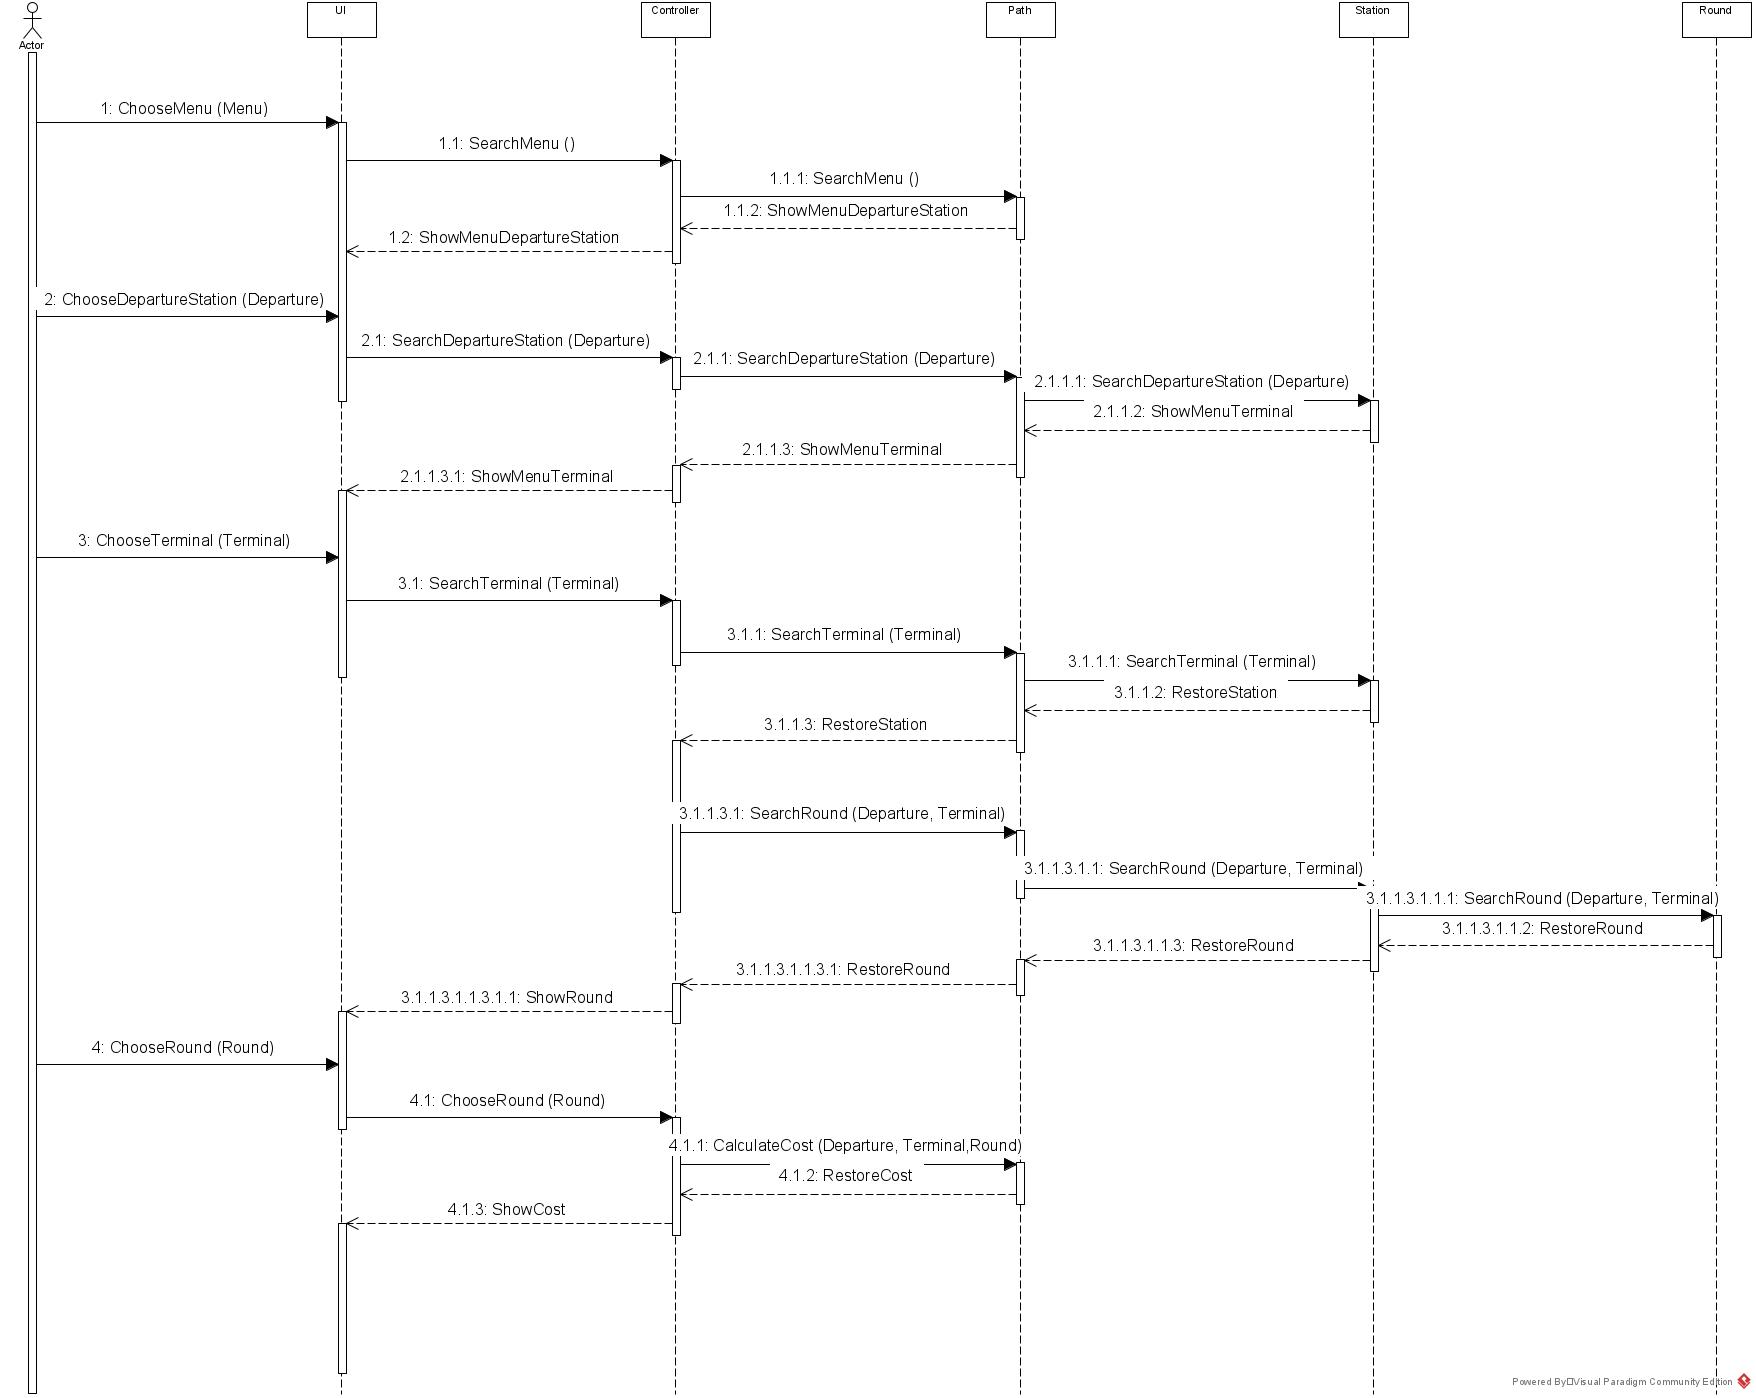 UI
Controller
Path
Station
Round
Actor
1: ChooseMenu (Menu)
1.1: SearchMenu ()
1.1.1: SearchMenu ()
1.1.2: ShowMenuDepartureStation
1.2: ShowMenuDepartureStation
2: ChooseDepartureStation (Departure)
2.1: SearchDepartureStation (Departure)
2.1.1: SearchDepartureStation (Departure)
2.1.1.1: SearchDepartureStation (Departure)
2.1.1.2: ShowMenuTerminal
2.1.1.3: ShowMenuTerminal
2.1.1.3.1: ShowMenuTerminal
3: ChooseTerminal (Terminal)
3.1: SearchTerminal (Terminal)
3.1.1: SearchTerminal (Terminal)
3.1.1.1: SearchTerminal (Terminal)
3.1.1.2: RestoreStation
3.1.1.3: RestoreStation
3.1.1.3.1: SearchRound (Departure, Terminal)
3.1.1.3.1.1: SearchRound (Departure, Terminal)
3.1.1.3.1.1.1: SearchRound (Departure, Terminal)
3.1.1.3.1.1.2: RestoreRound
3.1.1.3.1.1.3: RestoreRound
3.1.1.3.1.1.3.1: RestoreRound
3.1.1.3.1.1.3.1.1: ShowRound
4: ChooseRound (Round)
4.1: ChooseRound (Round)
4.1.1: CalculateCost (Departure, Terminal,Round)
4.1.2: RestoreCost
4.1.3: ShowCost
Powered By□Visual Paradigm Community Edition